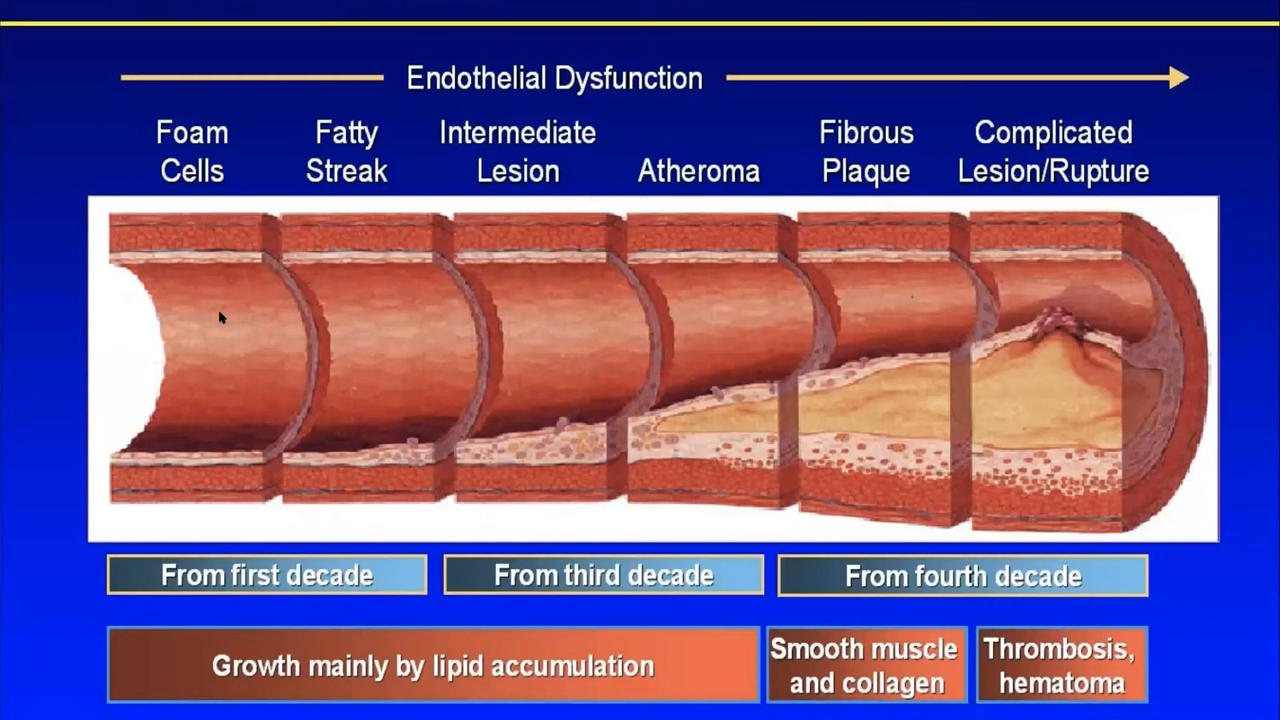 Endothelial Dysfunction
Foam
Cells
Fatty
Streak
Intermediate
Lesion
Atheroma
Fibrous
Plaque
Complicated
Lesion/Rupture
From first decade
From third decade
From fourth decade
Growth mainly by lipid accumulation
Smooth muscle
and collagen
Thrombosis,
hematoma